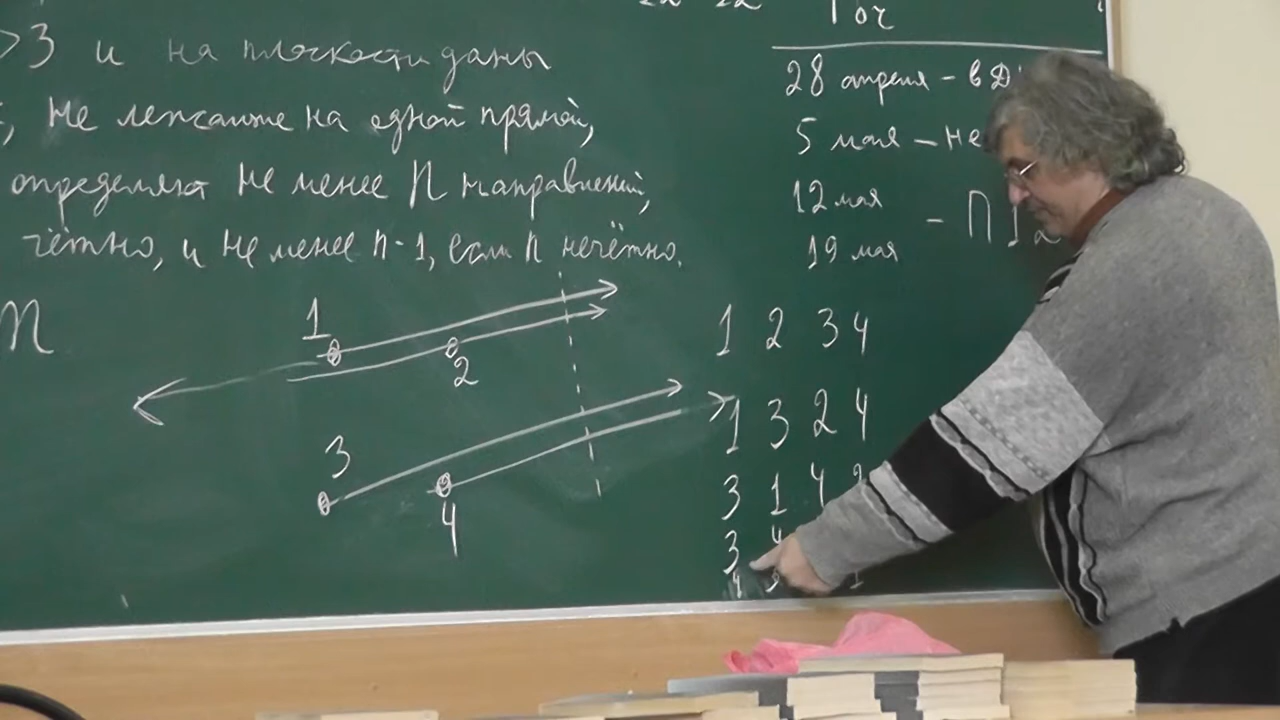 >3 и на плоскости даны
, не лежащие на одной прямой,
определяют не менее n направлений,
чётно, и не менее n-1, если n нечётно.
n
1
2
3
4
Точ
28 апреля - в
5 мая - не
12 мая
19 мая
- П
1 2 3 4
1 3 2 4
3 1 4
3 4